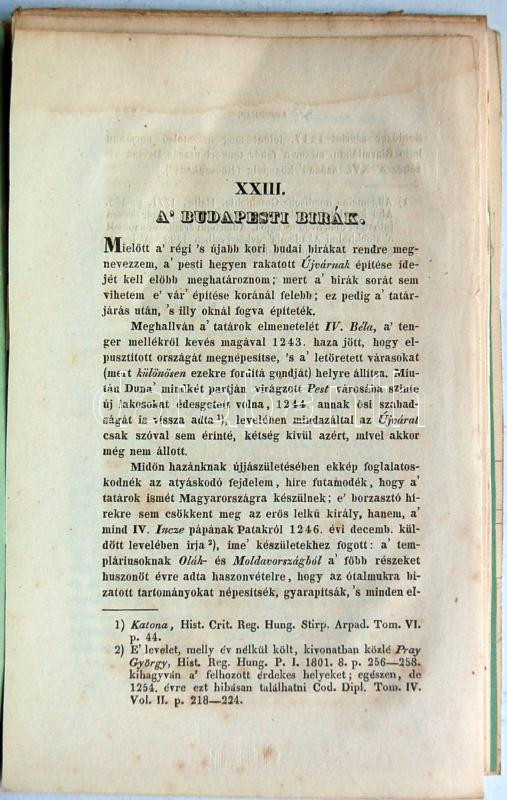 XXIII.
A' BUDAPESTI BIRÁK.
Mielőtt a' régi 's újabb kori budai birákat rendre meg-
nevezzem, a' pesti hegyen rakatott Újvárnak építése ide-
jét kell előbb meghatároznom; mert a' birák sorát sem
vihetem e' vár' építése koránál felebb; ez pedig a' tatár-
járás után, 's illy oknál fogva építeték.
Meghallván a' tatárok elmenetelét IV. Béla, a' ten-
ger mellékről kevés magával 1243. haza jött, hogy el-
pusztított országát megnépesítse, 's a' letöretett várasokat
(mert különösen ezekre fordítá gondját) helyre állítsa. Miu-
tán Duna' mindkét partján virágzott Pest városába szinte
új lakosokat édesgetett volna, 1244. annak ősi szabad-
ságát is vissza adta 1), levelében mindazáltal az Újvárat
csak szóval sem érinté, kétség kivül azért, mivel akkor
még nem állott.
Midőn hazánknak újjászületésében ekkép foglalatos-
kodnék az atyáskodó fejdelem, híre futamodék, hogy a'
tatárok ismét Magyarországra készülnek; e' borzasztó hí-
rekre sem csökkent meg az erős lelkű király, hanem, a'
mind IV. Incze pápának Patakról 1246. évi decemb. kül-
dött levelében írja 2), ime' készületekhez fogott: a' tem-
pláriusoknak Oláh- és Moldavországból a' főbb részeket
huszonöt évre adta haszonvételre, hogy az ótalmukra bi-
zatott tartományokat népesítsék, gyarapítsák, 's minden el-
1) Katona, Hist. Crit. Reg. Hung. Stirp. Arpad. Tom. VI.
p. 44.
2) E' levelet, melly év nélkül költ, kivonatban közlé Pray
György, Hist. Reg. Hung. P. I. 1801. 8. p. 256—258.
kihagyván a' felhozott érdekes helyeket; egészen, de
1254. évre ezt hibásan találhatni Cod. Dipl. Tom. IV.
Vol. II. p. 218—224.